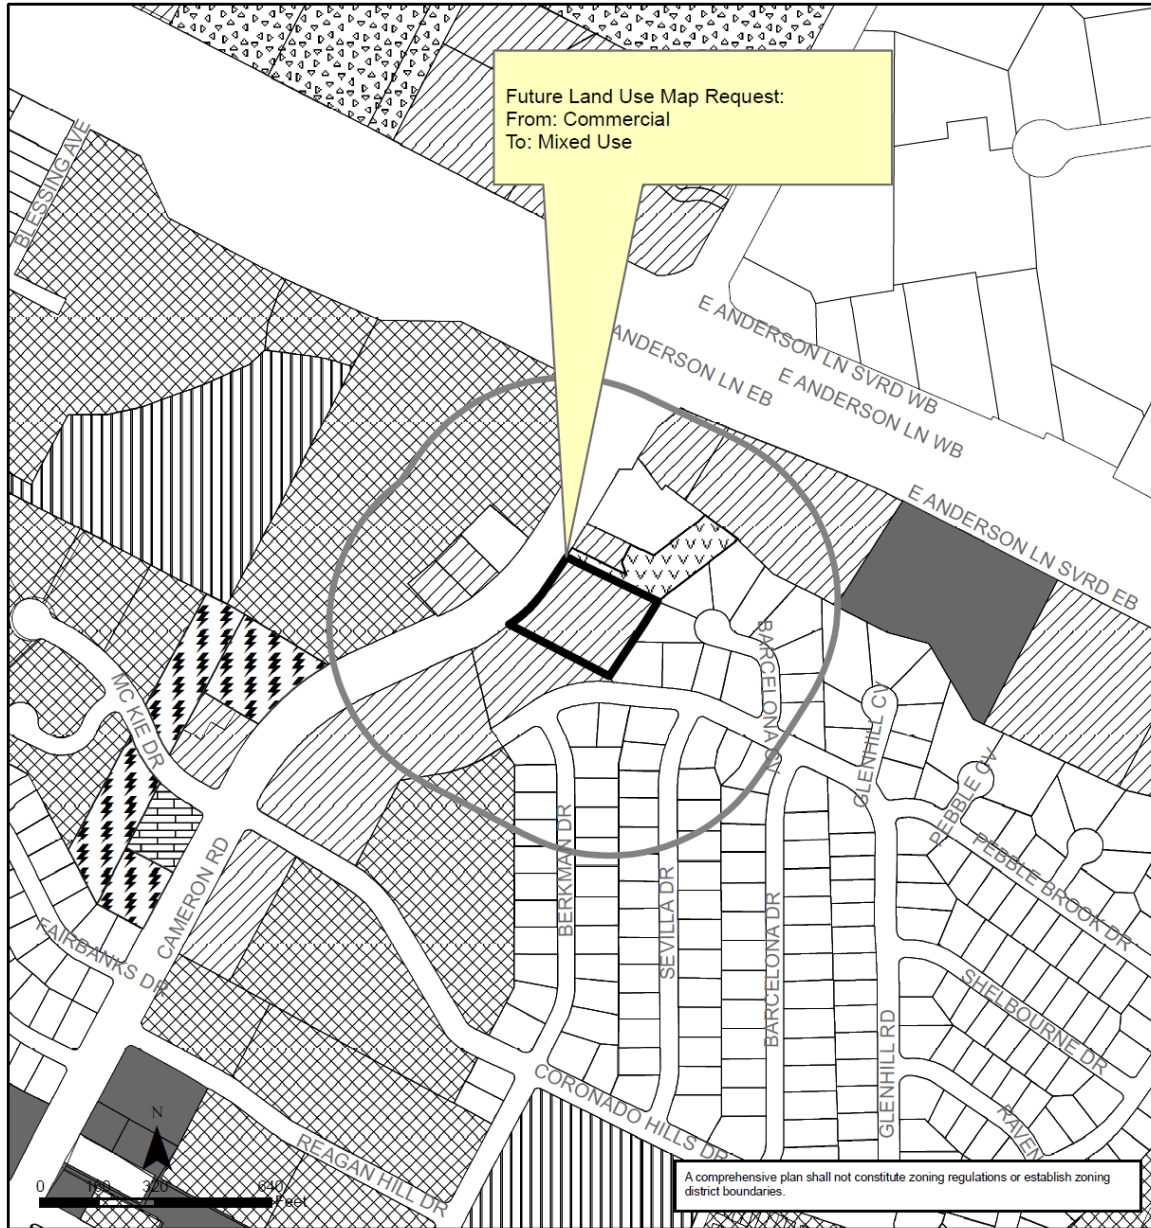 Future Land Use Map Request:
From: Commercial
To: Mixed Use
BLESSING AVE
E ANDERSON LN SVRD WB
ANDERSON LN EB
E ANDERSON LN WB
E ANDERSON LN SVRD EB
MC KIE DR
BARCELONA CV
GLENHILL CV
PEBBLE CV
PEBBLE BROOK DR
CAMERON RD
BERKMAN DR
SEVILLA DR
BARCELONA DR
FAIRBANKS DR
SHELBOURNE DR
GLENHILL RD
CORONADO HILLS DR
RAVEN
REAGAN HILL DR
N
0 160 320 640
Feet
A comprehensive plan shall not constitute zoning regulations or establish zoning
district boundaries.